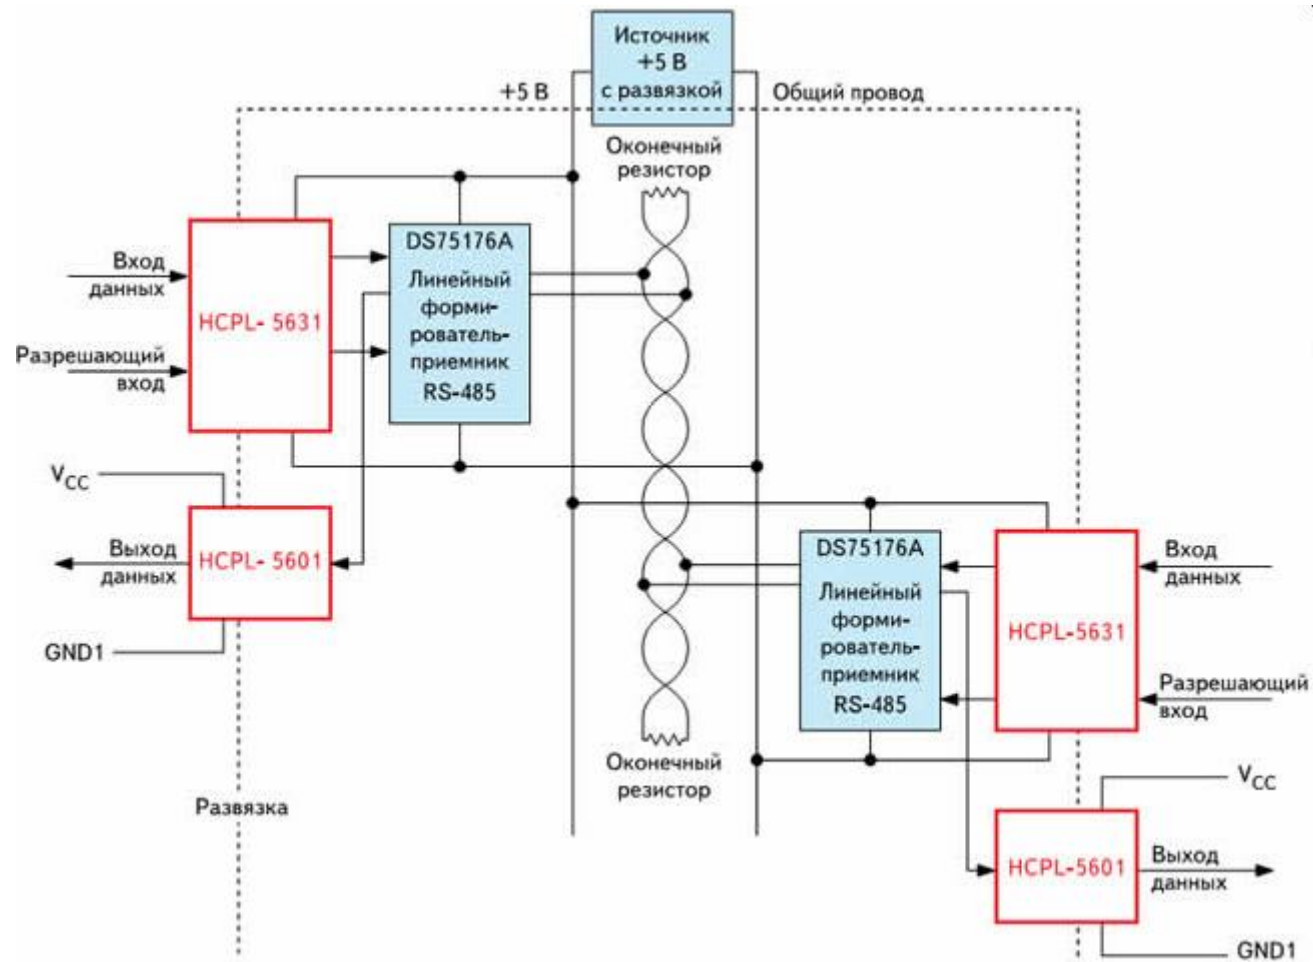 Источник
+5 В
с развязкой
+5 В
Общий провод
Оконечный
резистор
DS75176A
Линейный
форми-
рователь-
приемник
RS-485
Вход
данных
HCPL- 5631
Разрешающий
вход
VCC
Выход
данных
HCPL- 5601
GND1
DS75176A
Линейный
форми-
рователь-
приемник
RS-485
HCPL-5631
Вход
данных
Разрешающий
вход
Оконечный
резистор
Развязка
VCC
HCPL-5601
Выход
данных
GND1